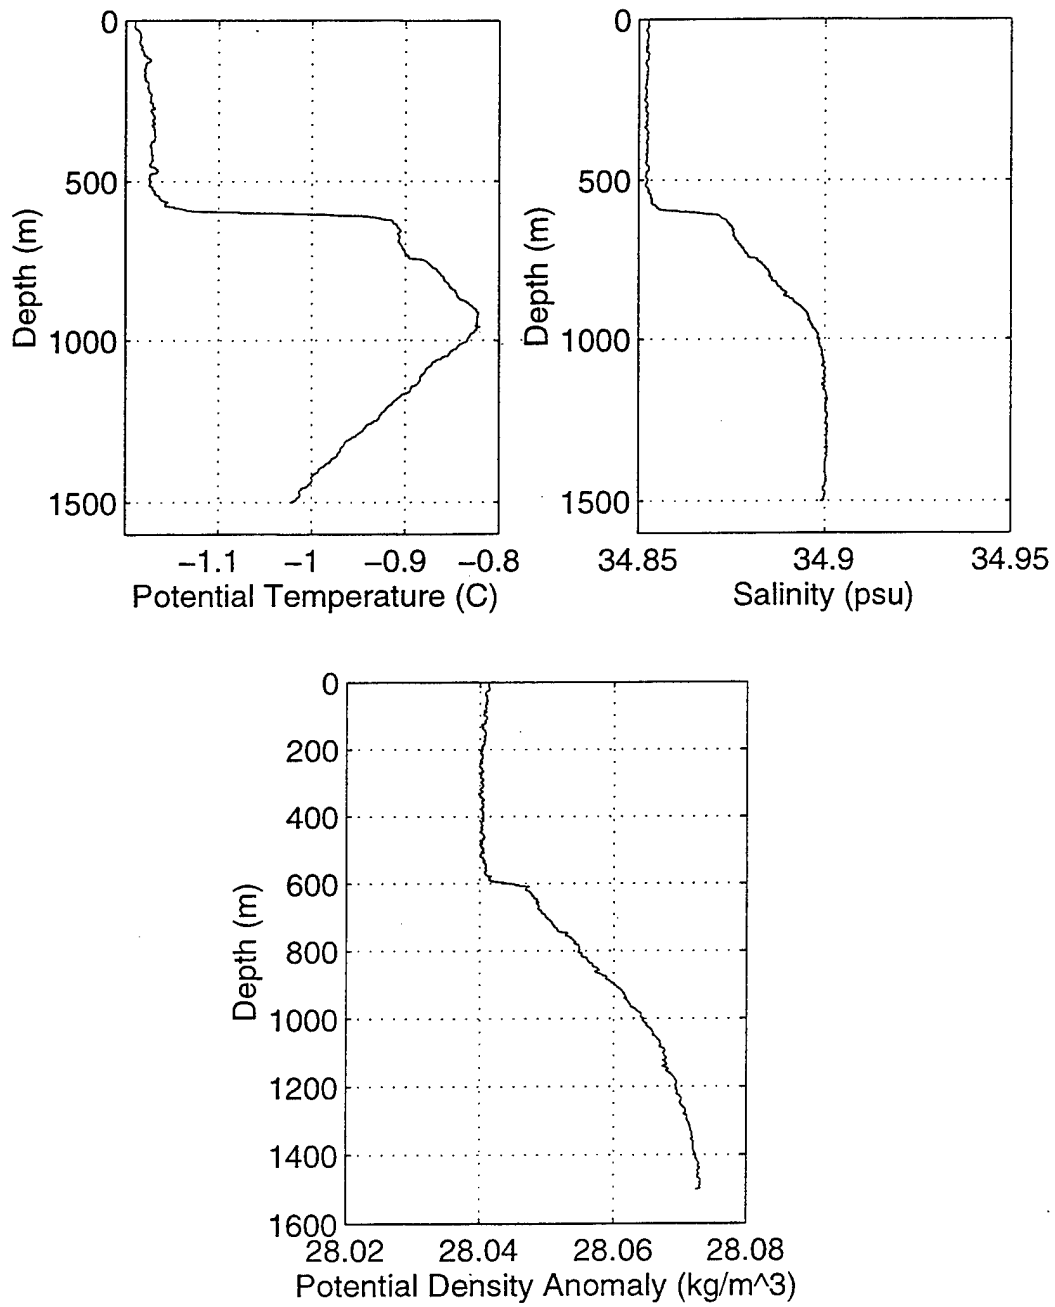 0
500
1000
1500
Depth (m)
−1.1 −1 −0.9 −0.8
Potential Temperature (C)
0
500
1000
1500
Depth (m)
34.85 34.9 34.95
Salinity (psu)
0
200
400
600
800
1000
1200
1400
1600
Depth (m)
28.02 28.04 28.06 28.08
Potential Density Anomaly (kg/m^3)